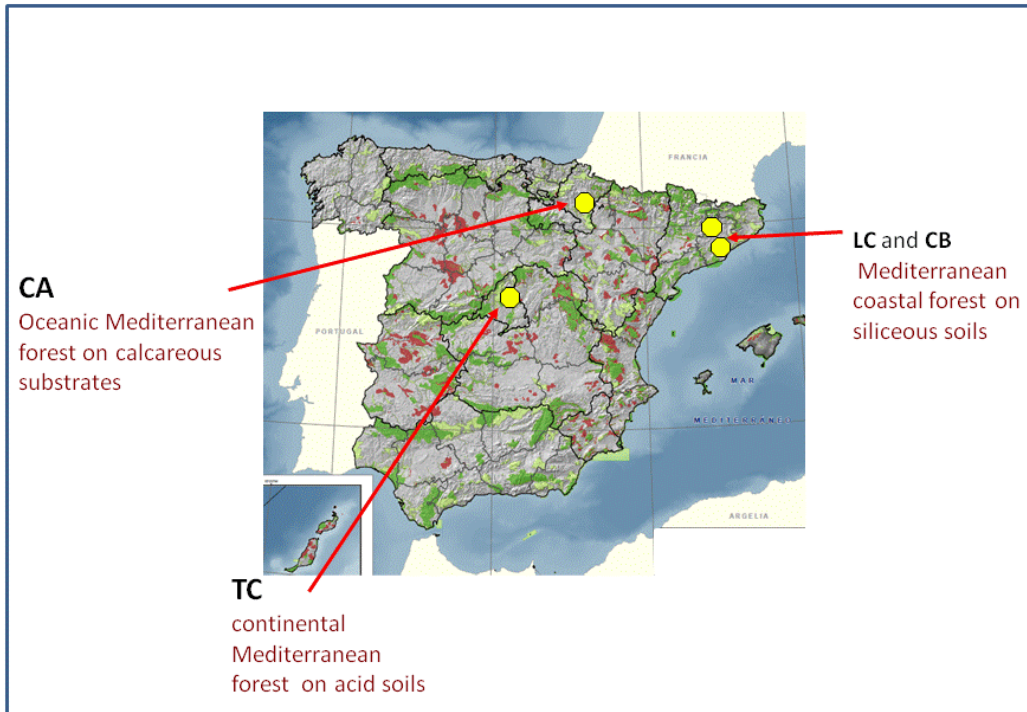 FRANCIA
LC and CB
Mediterranean
coastal forest on
siliceous soils
CA
Oceanic Mediterranean
forest on calcareous
substrates
PORTUGAL
MAR
MEDITERRÁNEO
ARGELIA
TC
continental
Mediterranean
forest on acid soils